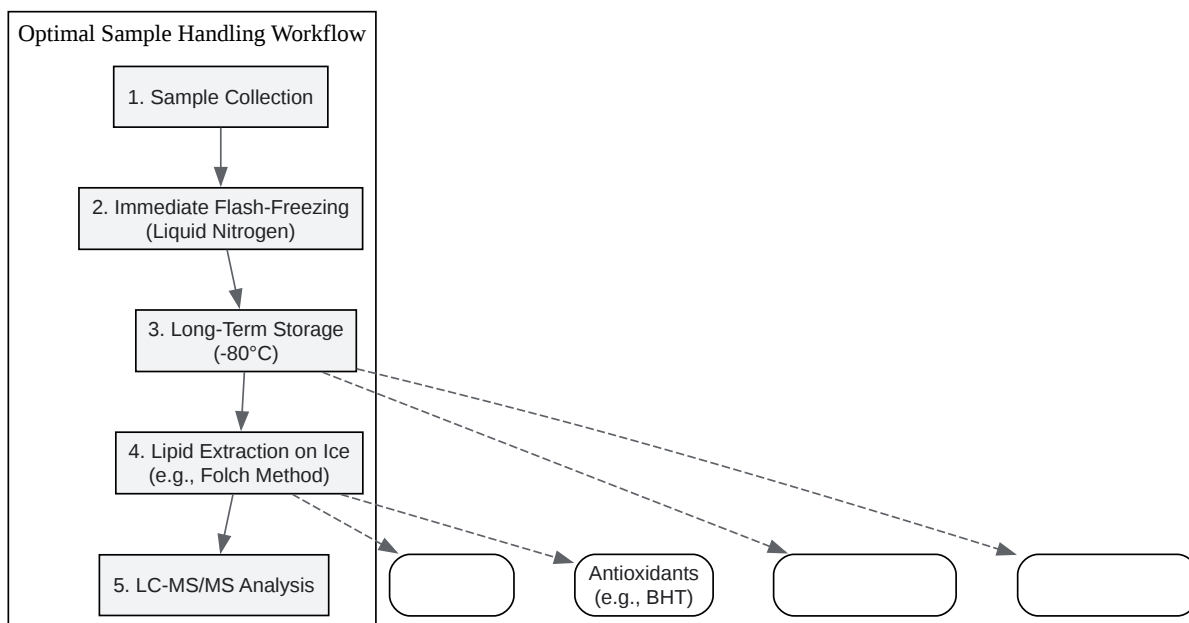 Optimal Sample Handling Workflow
1. Sample Collection
2. Immediate Flash-Freezing
(Liquid Nitrogen)
3. Long-Term Storage
(-80°C)
4. Lipid Extraction on Ice
(e.g., Folch Method)
5. LC-MS/MS Analysis
Antioxidants
(e.g., BHT)